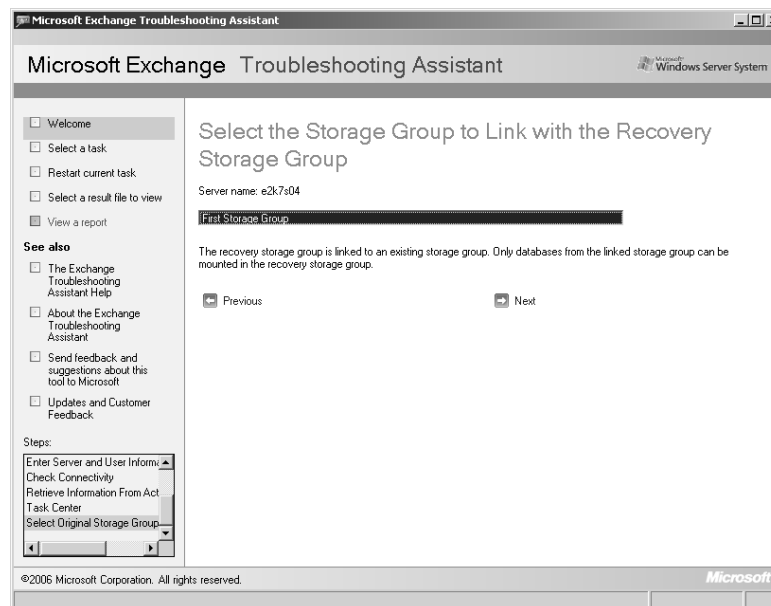 Microsoft Exchange Troubleshooting Assistant
Microsoft Exchange Troubleshooting Assistant
Microsoft
Windows Server System
Welcome
Select a task
Restart current task
Select a result file to view
View a report
See also
The Exchange
Troubleshooting
Assistant Help
About the Exchange
Troubleshooting
Assistant
Send feedback and
suggestions about this
tool to Microsoft
Updates and Customer
Feedback
Steps:
Enter Server and User Informa
Check Connectivity
Retrieve Information From Act
Task Center
Select Original Storage Group
Select the Storage Group to Link with the Recovery
Storage Group
Server name: e2k7s04
First Storage Group
The recovery storage group is linked to an existing storage group. Only databases from the linked storage group can be
mounted in the recovery storage group.
Previous
Next
©2006 Microsoft Corporation. All rights reserved.
Microsoft